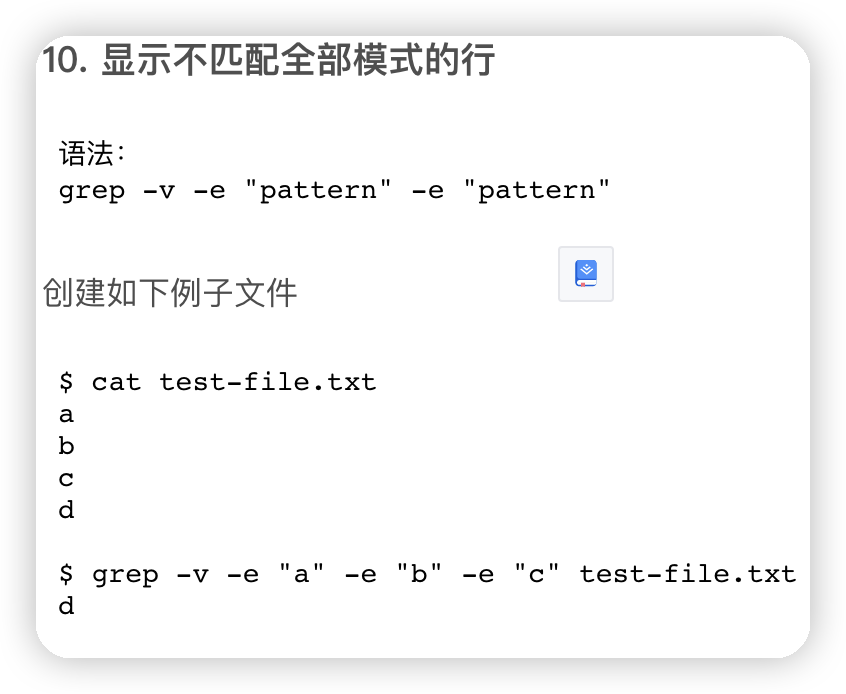 10. 显示不匹配全部模式的行
语法：
grep -v -e "pattern" -e "pattern"
创建如下例子文件
$ cat test-file.txt
a
b
c
d
$ grep -v -e "a" -e "b" -e "c" test-file.txt
d